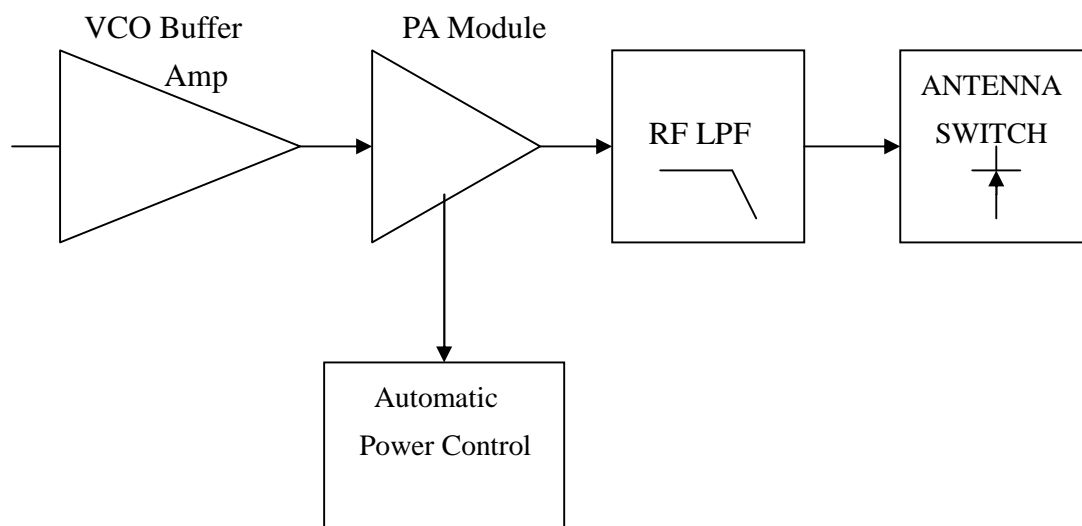 VCO Buffer
Amp
PA Module
RF LPF
ANTENNA
SWITCH
Automatic
Power Control